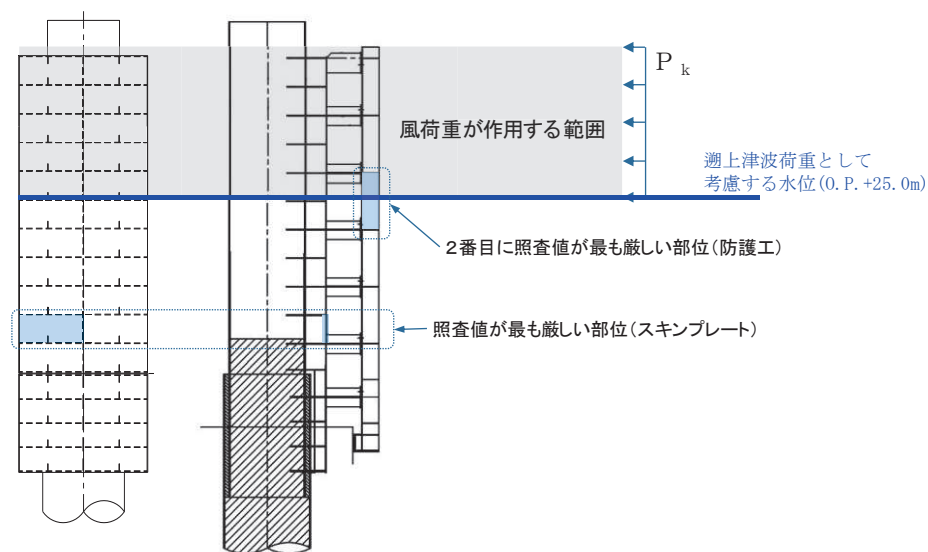 Ｐｋ
風荷重が作用する範囲
遡上津波荷重として
考慮する水位(O.P.+25.0m)
２番目に照査値が最も厳しい部位（防護工）
照査値が最も厳しい部位（スキンプレート）